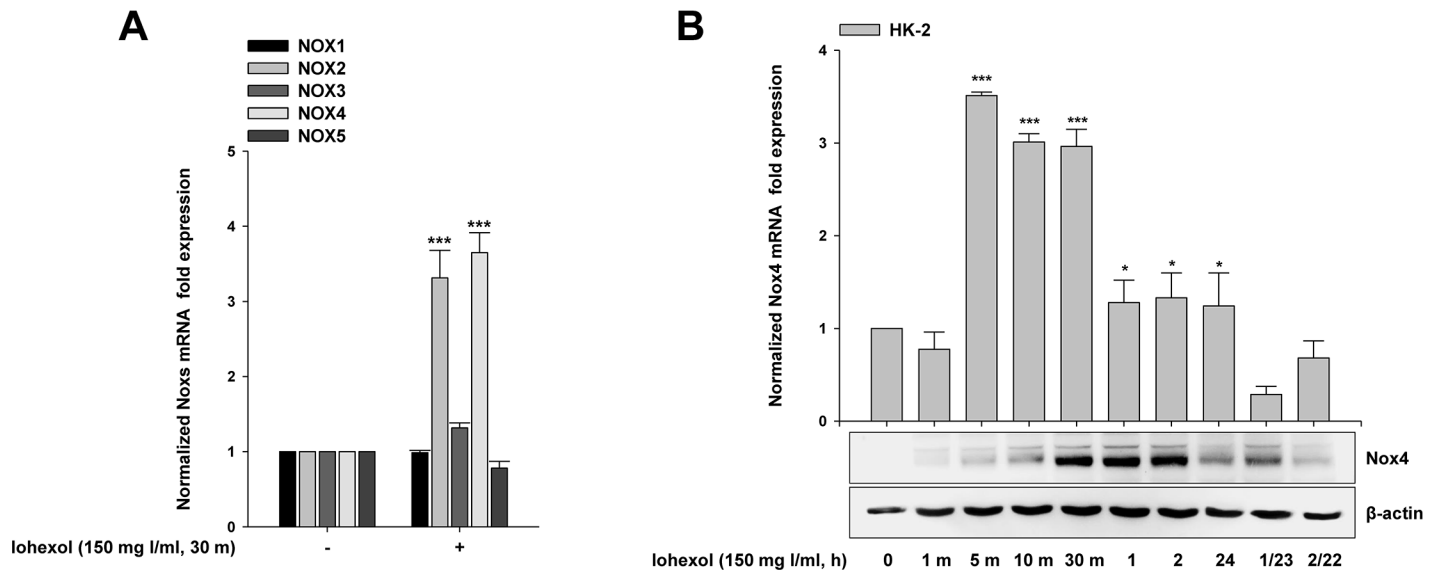 A
NOX1
NOX2
NOX3
NOX4
NOX5
Normalized Noxs mRNA fold expression
5
4
3
2
1
0
- +
Iohexol (150 mg I/ml, 30 m)
*** ***
B
HK-2
Normalized Nox4 mRNA fold expression
4
3
2
1
0
*** *** *** * * *
Nox4
β-actin
Iohexol (150 mg I/ml, h) 0 1 m 5 m 10 m 30 m 1 2 24 1/23 2/22